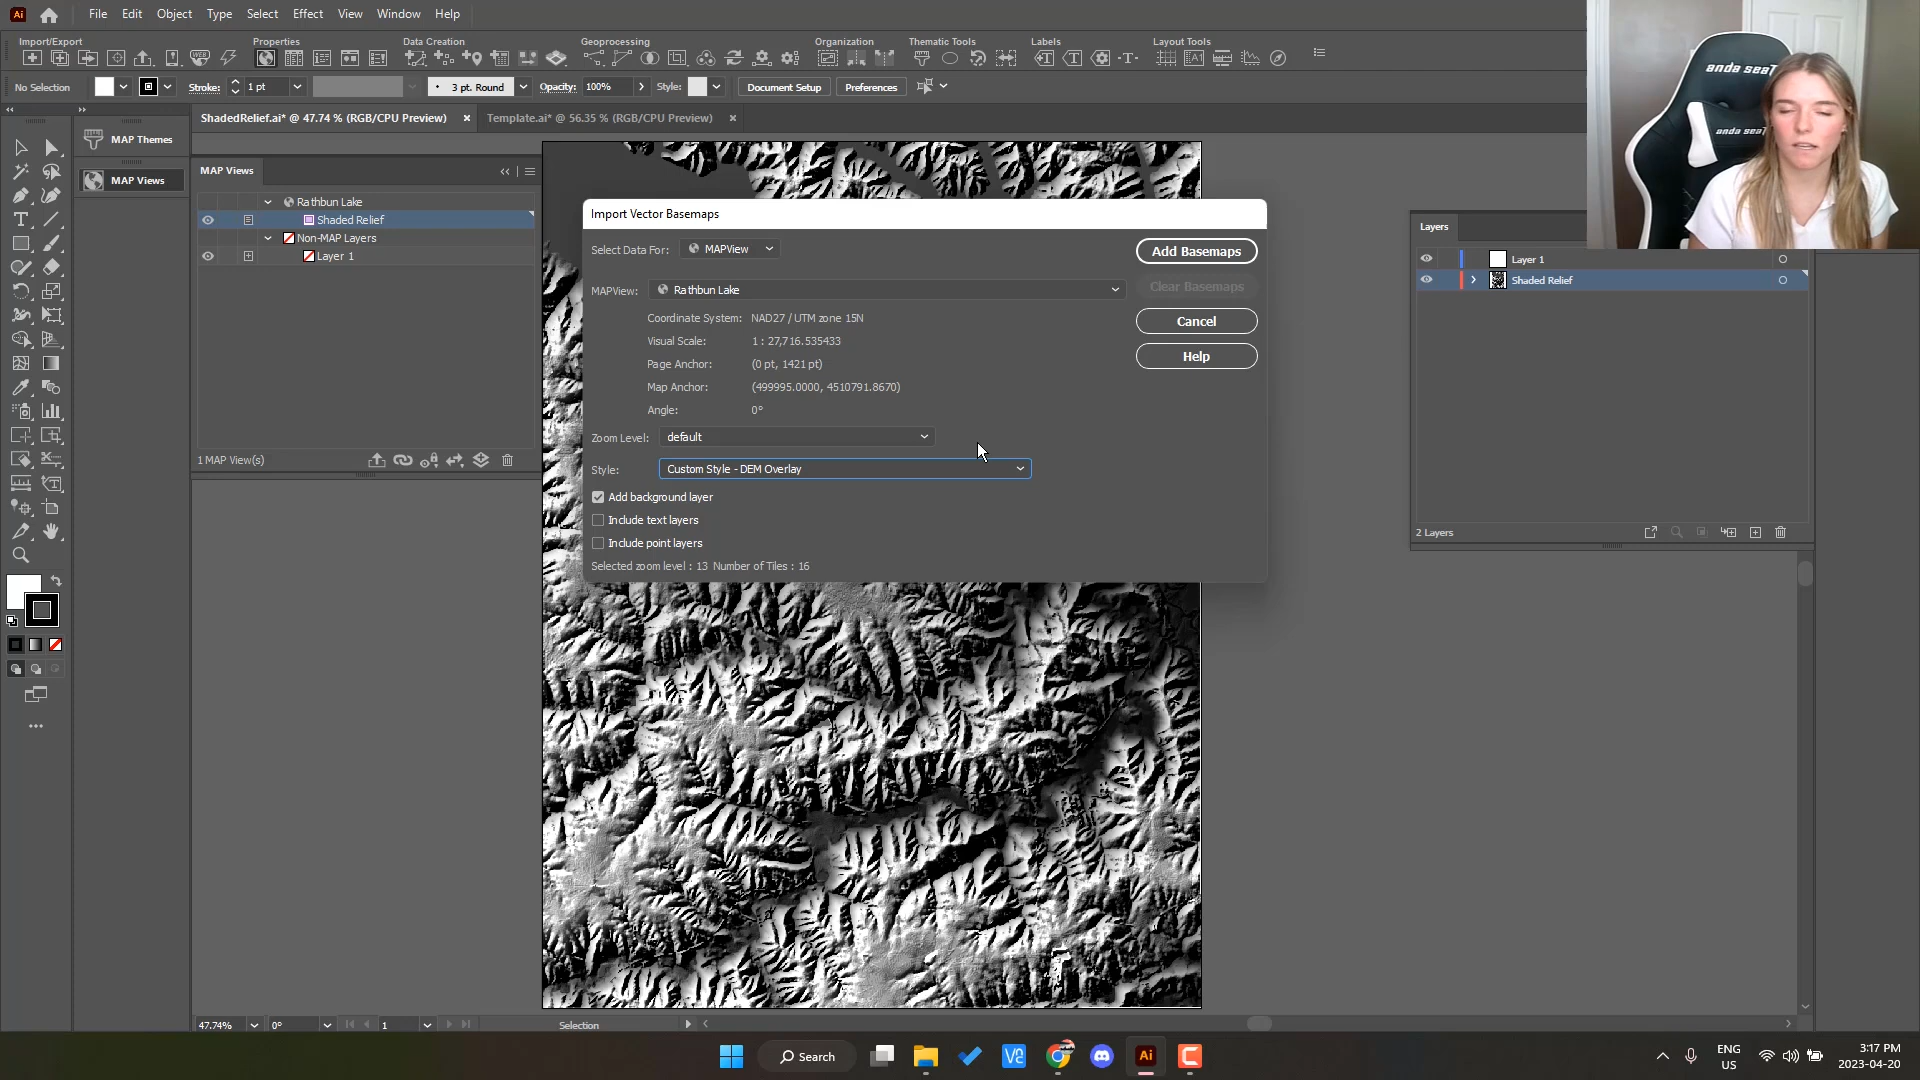 Ai File Edit Object Type Select Effect View Window Help
Import/Export Properties Data Creation Geoprocessing Organization Thematic Tools Labels Layout Tools
No Selection Stroke: 1 pt 3 pt. Round Opacity: 100% Style: Document Setup Preferences
ShadedRelief.ai* @ 47.74 % (RGB/CPU Preview) × Template.ai* @ 56.35 % (RGB/CPU Preview) ×
MAP Themes
MAP Views
MAP Views
Rathbun Lake
Shaded Relief
Non-MAP Layers
Layer 1
1 MAP View(s)
Import Vector Basemaps
Select Data For: MAPView
Add Basemaps
MAPView: Rathbun Lake
Clear Basemaps
Coordinate System: NAD27 / UTM zone 15N
Cancel
Visual Scale: 1 : 27,716.535433
Help
Page Anchor: (0 pt, 1421 pt)
Map Anchor: (499995.0000, 4510791.8670)
Angle: 0°
Zoom Level: default
Style: Custom Style - DEM Overlay
Add background layer
Include text layers
Include point layers
Selected zoom level : 13 Number of Tiles : 16
Layers
Layer 1
Shaded Relief
2 Layers
anda seaT
anda seaT
47.74% 0° 1 Selection
Search
Ai
ENG
US
3:17 PM
2023-04-20